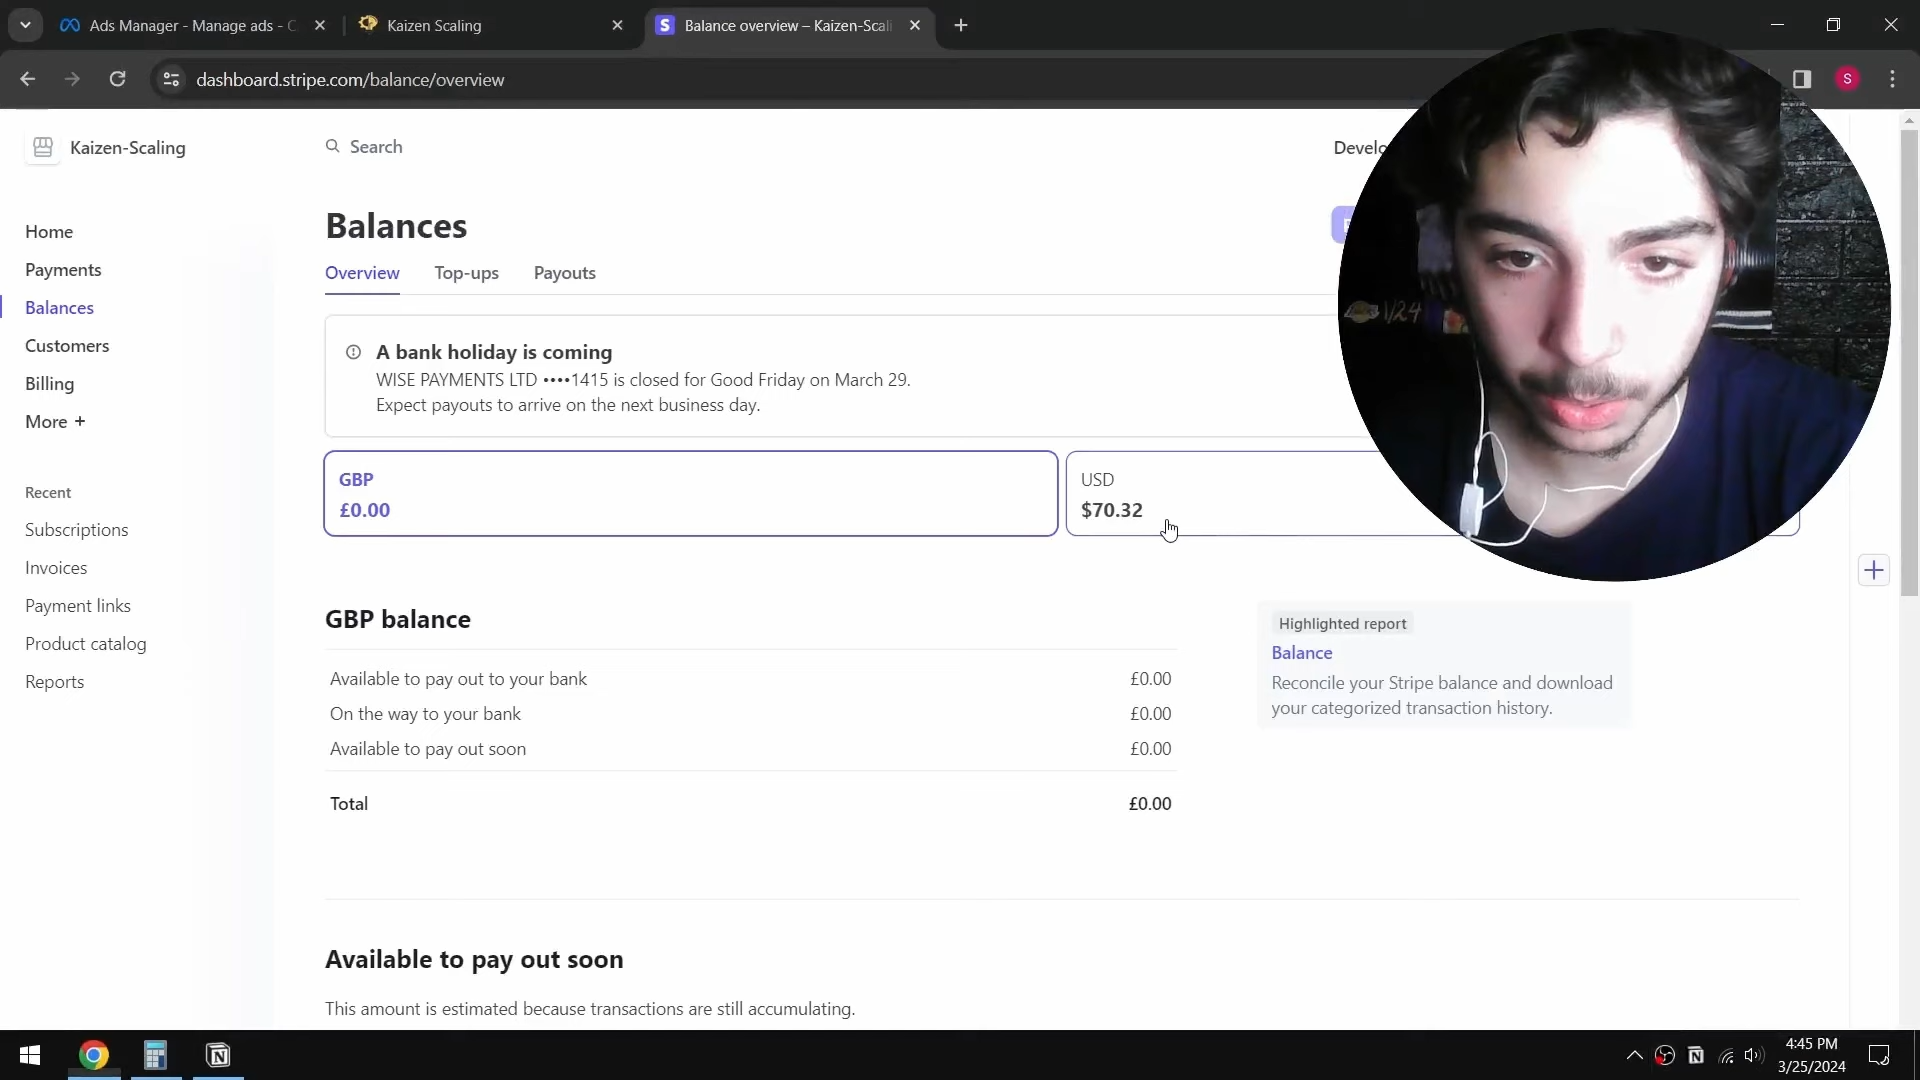 Ads Manager - Manage ads - C
Kaizen Scaling
Balance overview – Kaizen-Scali
dashboard.stripe.com/balance/overview
S
Kaizen-Scaling
Search
Develo
Home
Payments
Balances
Customers
Billing
More +
Recent
Subscriptions
Invoices
Payment links
Product catalog
Reports
Balances
Overview
Top-ups
Payouts
A bank holiday is coming
WISE PAYMENTS LTD ••••1415 is closed for Good Friday on March 29.
Expect payouts to arrive on the next business day.
GBP
£0.00
USD
$70.32
1/24
GBP balance
Available to pay out to your bank £0.00
On the way to your bank £0.00
Available to pay out soon £0.00
Total £0.00
Highlighted report
Balance
Reconcile your Stripe balance and download
your categorized transaction history.
Available to pay out soon
This amount is estimated because transactions are still accumulating.
4:45 PM
3/25/2024